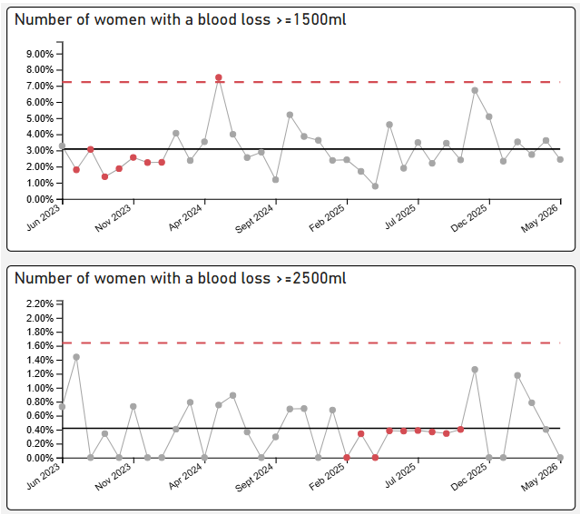 Number of women with a blood loss >=1500ml
9.00%
8.00%
7.00%
6.00%
5.00%
4.00%
3.00%
2.00%
1.00%
0.00%
Jun 2023
Nov 2023
Apr 2024
Sept 2024
Feb 2025
Jul 2025
Dec 2025
May 2026
Number of women with a blood loss >=2500ml
2.20%
2.00%
1.80%
1.60%
1.40%
1.20%
1.00%
0.80%
0.60%
0.40%
0.20%
0.00%
Jun 2023
Nov 2023
Apr 2024
Sept 2024
Feb 2025
Jul 2025
Dec 2025
May 2026